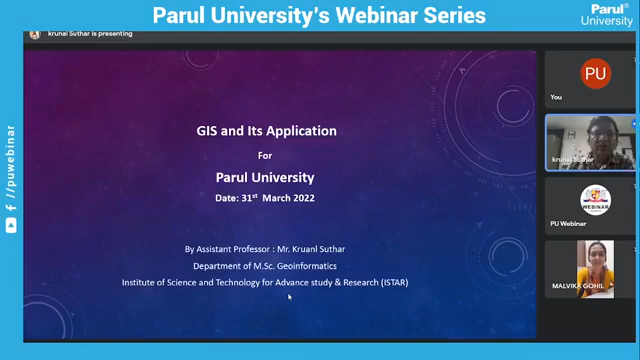 Parul University's Webinar Series
Parul®
University
krunal Suthar is presenting
GIS and Its Application
For
Parul University
Date: 31st March 2022
By Assistant Professor : Mr. Kruanl Suthar
Department of M.Sc. Geoinformatics
Institute of Science and Technology for Advance study & Research (ISTAR)
PU
You
krunal Suthar
WEBINAR
PU Webinar
MALVIKA GOHIL
//puwebinar